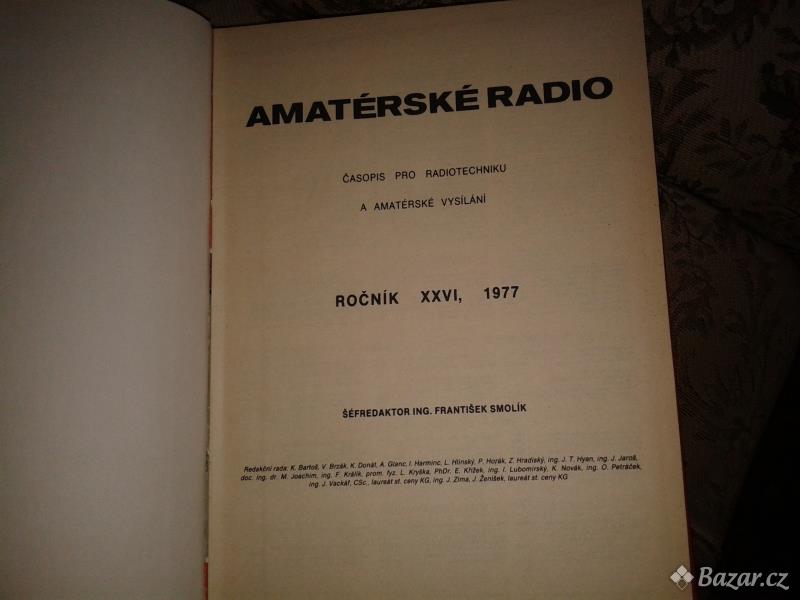 AMATÉRSKÉ RADIO
ČASOPIS PRO RADIOTECHNIKU
A AMATÉRSKÉ VYSÍLÁNÍ
ROČNÍK XXVI, 1977
ŠÉFREDAKTOR ING. FRANTIŠEK SMOLÍK
Redakční rada: K. Bartoš, V. Brzák, K. Donát, A. Glanc, I. Harminc, L. Hlinský, P. Horák, Z. Hradiský, ing. J. T. Hyan, ing. J. Jaroš,
doc. ing. dr. M. Joachim, ing. F. Králík, prom. fyz. L. Kryška, PhDr. E. Křížek, ing. I. Lubomirský, K. Novák, ing. O. Petráček,
ing. J. Vackář, CSc., laureát st. ceny KG, ing. J. Zíma, J. Ženíšek, laureát st. ceny KG
Bazar.cz